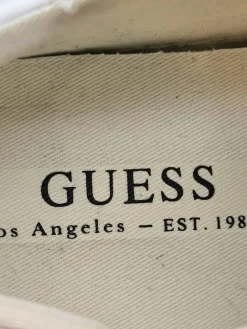 GUESS
os Angeles – EST. 198